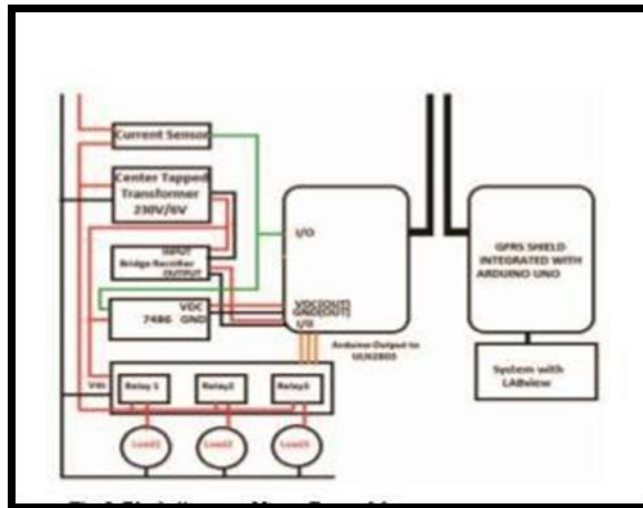 Current Sensor
Center Tapped
Transformer
230V/6V
INPUT
Bridge Rectifier
OUTPUT
VDC
7486 GND
I/O
VDC[OUT]
GND[OUT]
I/O
Arduino Output to
ULN2803
GPRS SHIELD
INTEGRATED WITH
ARDUINO UNO
System with
LABview
Relay 1
Relay2
Relay3
Load1
Load2
Load3